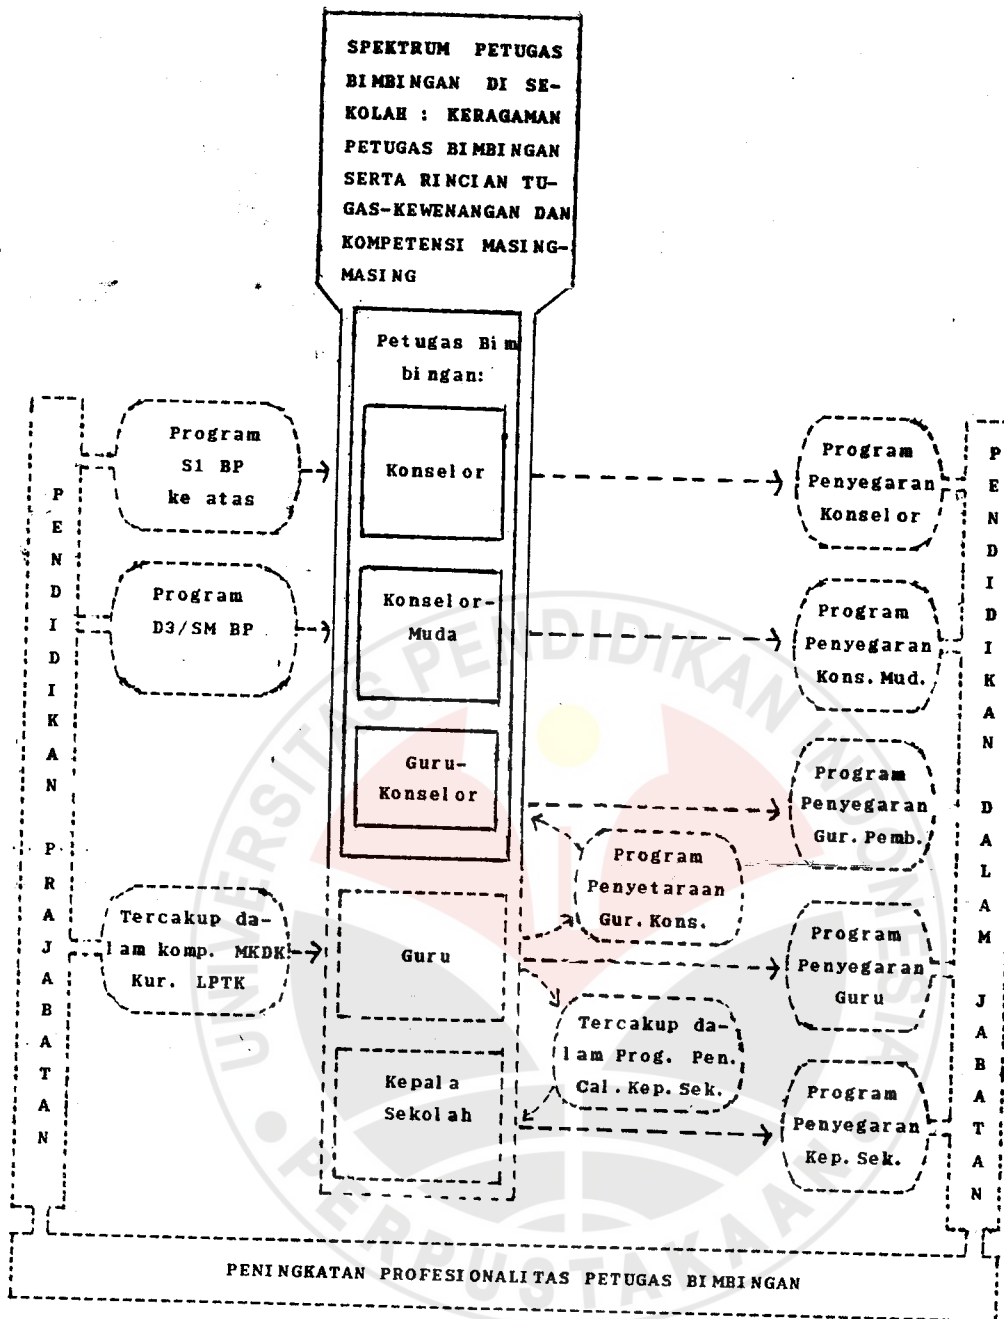 SPEKTRUM PETUGAS
BIMBINGAN DI SE-
KOLAH : KERAGAMAN
PETUGAS BIMBINGAN
SERTA RINCIAN TU-
GAS-KEWENANGAN DAN
KOMPETENSI MASING-
MASING
Petugas Bim
bingan:
Konselor
Konselor-
Muda
Guru-
Konselor
Guru
Kepala
Sekolah
PENDIDIKAN PRAJABATAN
Program
S1 BP
ke atas
Program
D3/SM BP
Tercakup da-
lam komp. MKDK
Kur. LPTK
Program
Penyetaraan
Gur. Kons.
Tercakup da-
lam Prog. Pen.
Cal. Kep. Sek.
Program
Penyegaran
Konselor
Program
Penyegaran
Kons. Mud.
Program
Penyegaran
Gur. Pemb.
Program
Penyegaran
Guru
Program
Penyegaran
Kep. Sek.
PENDIDIKAN DALAM JABATAN
PENINGKATAN PROFESIONALITAS PETUGAS BIMBINGAN
UNIVERSITAS PENDIDIKAN INDONESIA
PERPUSTAKAAN